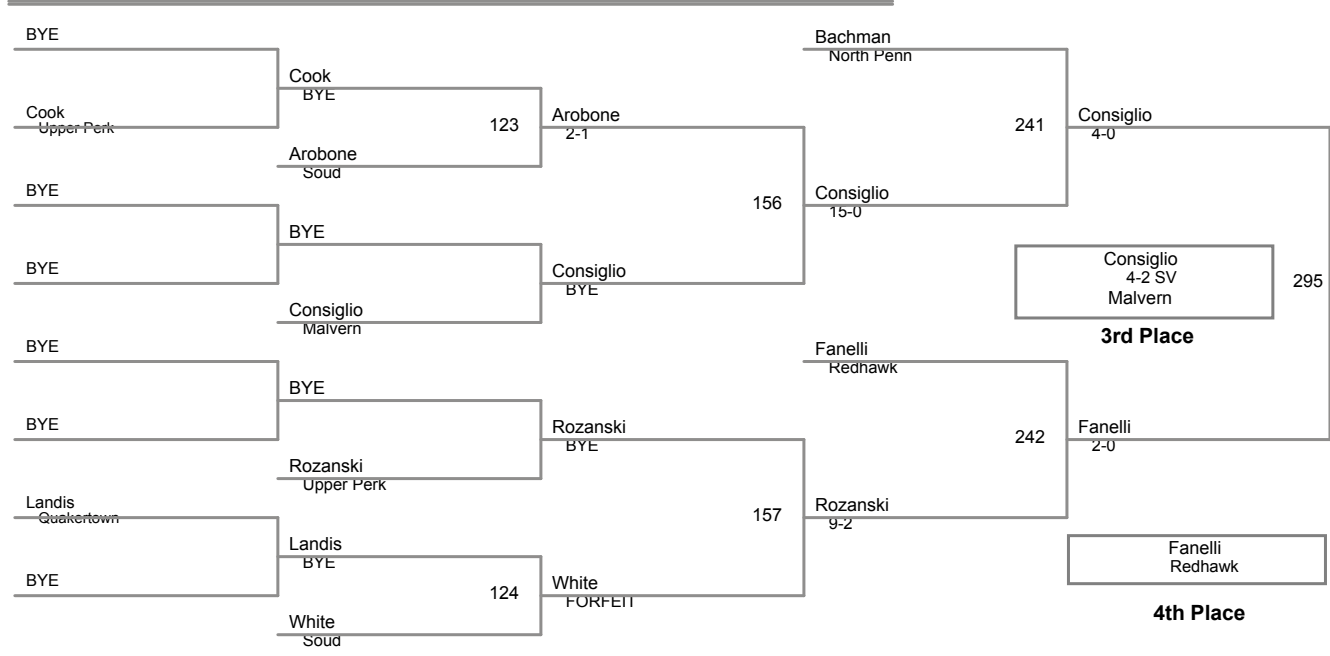 BYE
Bachman
North Penn
Cook
BYE
Cook
Upper Perk
123
Arobone
2-1
241
Consiglio
4-0
Arobone
Soud
BYE
156
Consiglio
15-0
BYE
BYE
Consiglio
BYE
Consiglio
4-2 SV
Malvern
295
Consiglio
Malvern
3rd Place
BYE
Fanelli
Redhawk
BYE
BYE
Rozanski
BYE
242
Fanelli
2-0
Rozanski
Upper Perk
Landis
Quakertown
157
Rozanski
9-2
Landis
BYE
Fanelli
Redhawk
BYE
124
White
FORFEIT
4th Place
White
Soud